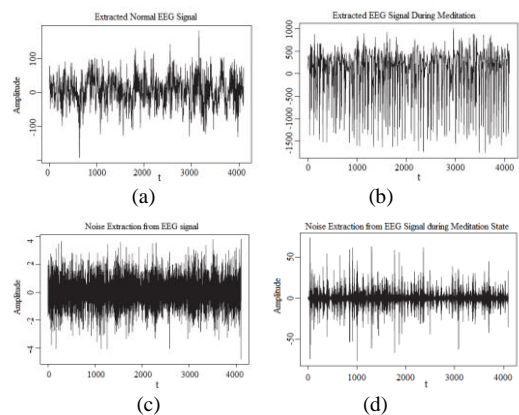 Extracted Normal EEG Signal
Amplitude
100
0
-100
0 1000 2000 3000 4000
t
(a)
Extracted EEG Signal During Meditation
1000
500
0
-500
-1500
0 1000 2000 3000 4000
t
(b)
Noise Extraction from EEG signal
Amplitude
4
2
0
-2
-4
0 1000 2000 3000 4000
t
(c)
Noise Extraction from EEG Signal during Meditation State
Amplitude
50
0
-50
0 1000 2000 3000 4000
t
(d)